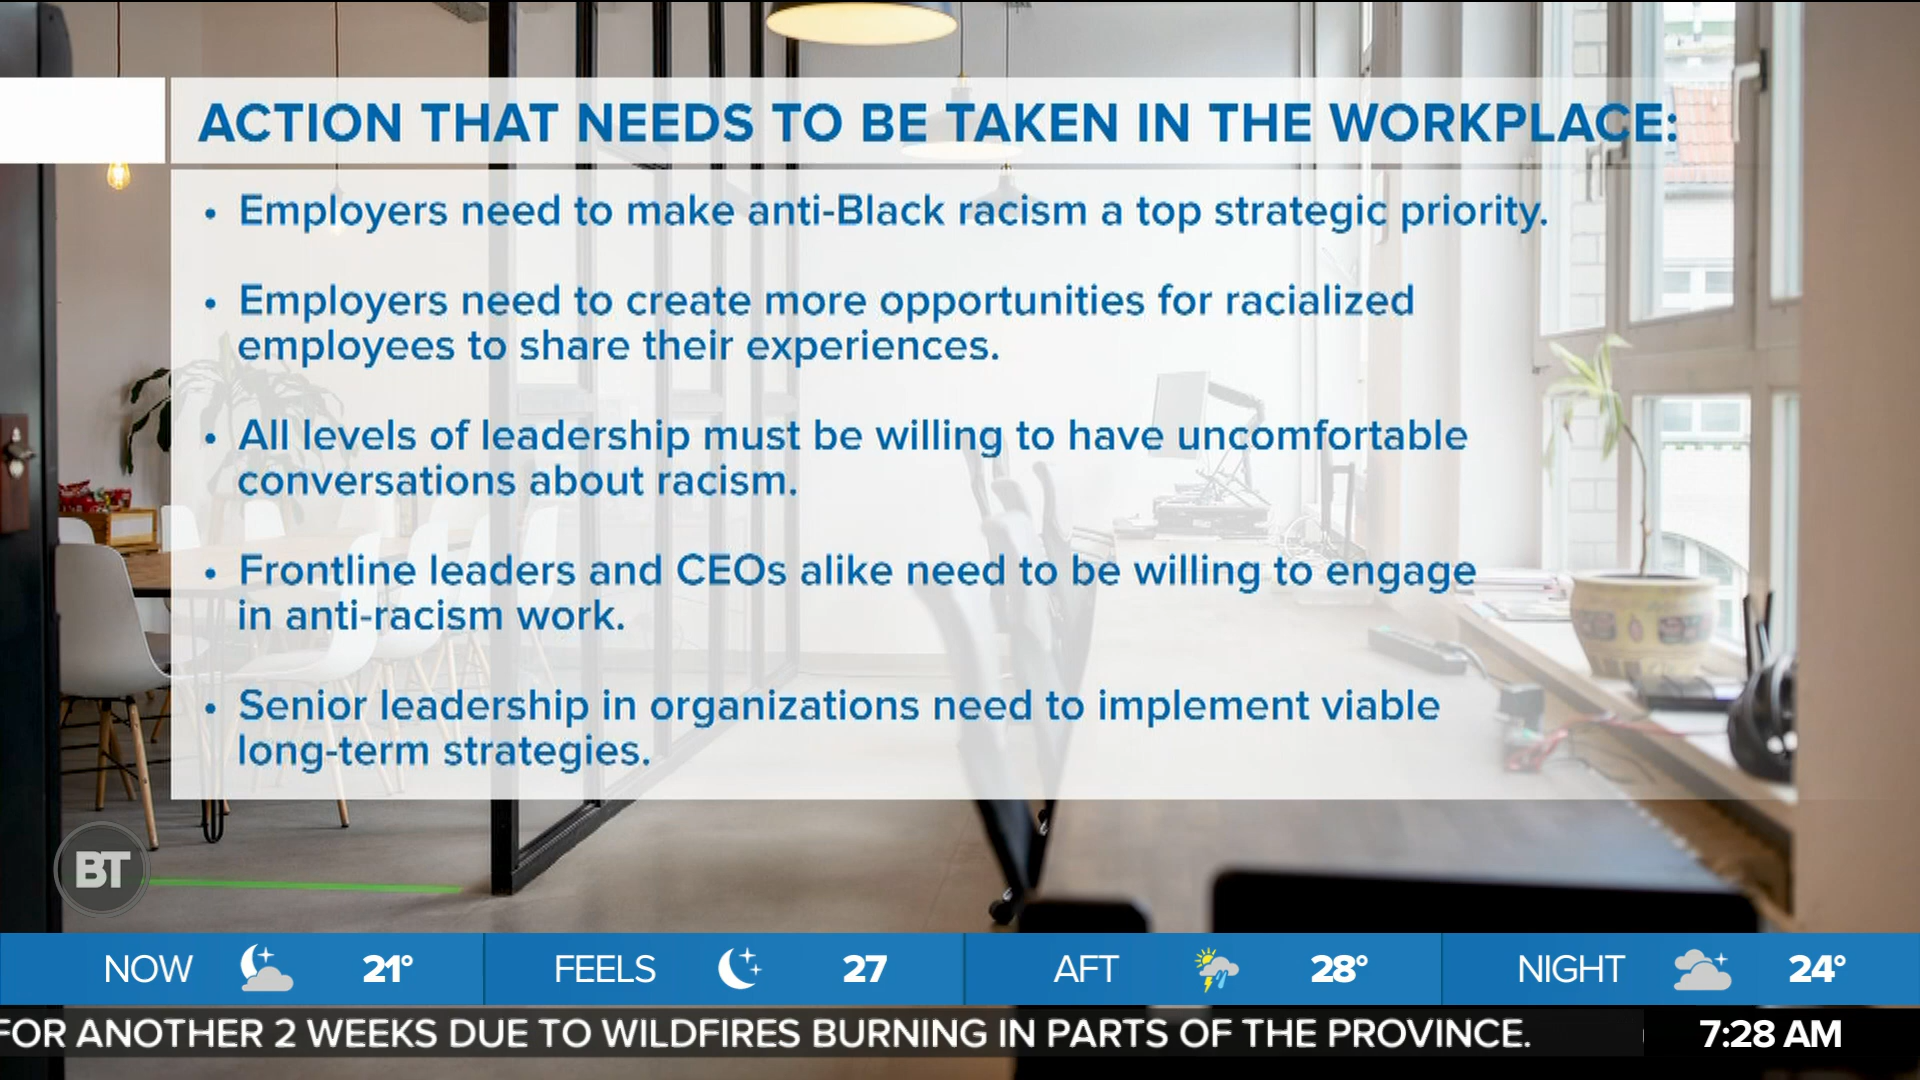 ACTION THAT NEEDS TO BE TAKEN IN THE WORKPLACE:
• Employers need to make anti-Black racism a top strategic priority.
• Employers need to create more opportunities for racialized
employees to share their experiences.
• All levels of leadership must be willing to have uncomfortable
conversations about racism.
• Frontline leaders and CEOs alike need to be willing to engage
in anti-racism work.
• Senior leadership in organizations need to implement viable
long-term strategies.
BT
NOW 21° FEELS 27 AFT 28° NIGHT 24°
FOR ANOTHER 2 WEEKS DUE TO WILDFIRES BURNING IN PARTS OF THE PROVINCE.
7:28 AM